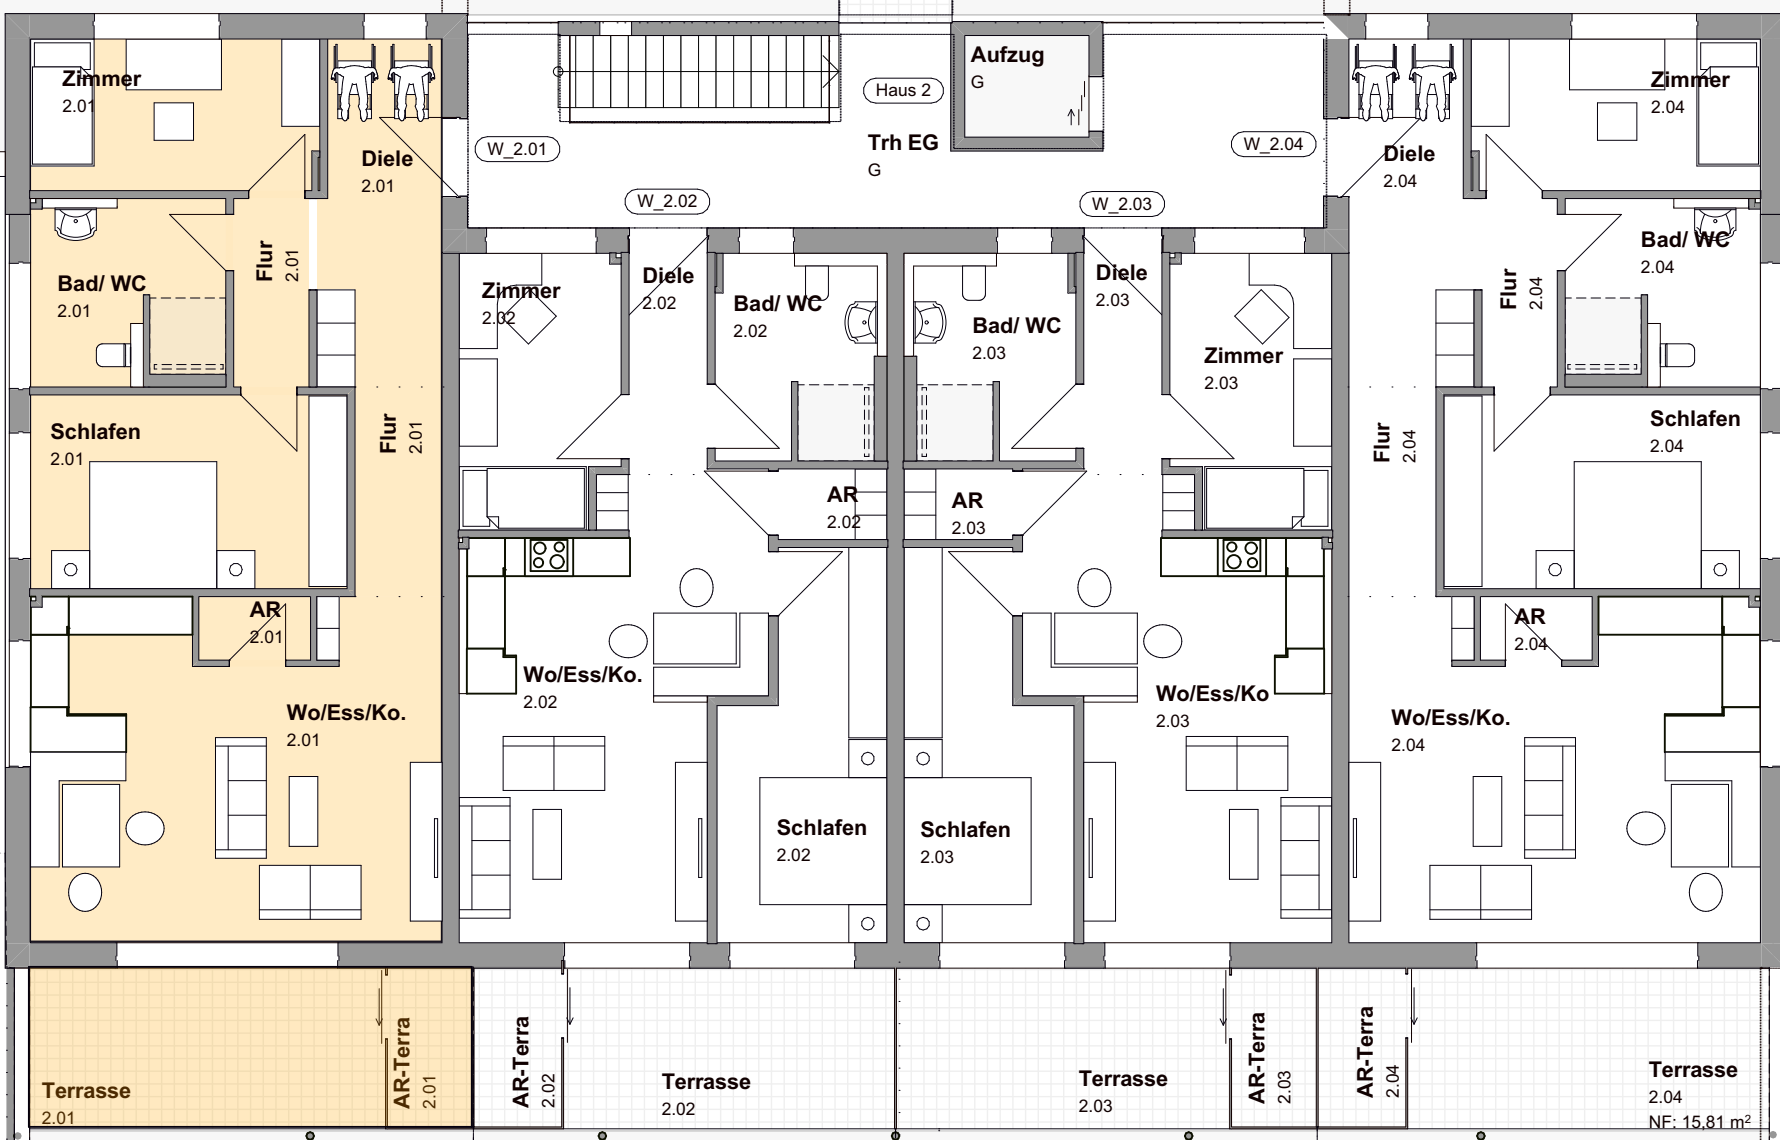 Zimmer
2.01
Diele
2.01
W_2.01
Haus 2
Aufzug
G
Trh EG
G
W_2.02
W_2.03
W_2.04
Diele
2.04
Zimmer
2.04
Bad/ WC
2.01
Flur
2.01
Zimmer
2.02
Diele
2.02
Bad/ WC
2.02
Bad/ WC
2.03
Diele
2.03
Zimmer
2.03
Flur
2.04
Bad/ WC
2.04
Schlafen
2.01
Flur
2.01
AR
2.02
AR
2.03
Flur
2.04
Schlafen
2.04
AR
2.01
AR
2.04
Wo/Ess/Ko.
2.01
Wo/Ess/Ko.
2.02
Wo/Ess/Ko
2.03
Wo/Ess/Ko.
2.04
Schlafen
2.02
Schlafen
2.03
Terrasse
2.01
AR-Terra
2.01
AR-Terra
2.02
Terrasse
2.02
Terrasse
2.03
AR-Terra
2.03
AR-Terra
2.04
Terrasse
2.04
NF: 15,81 m²